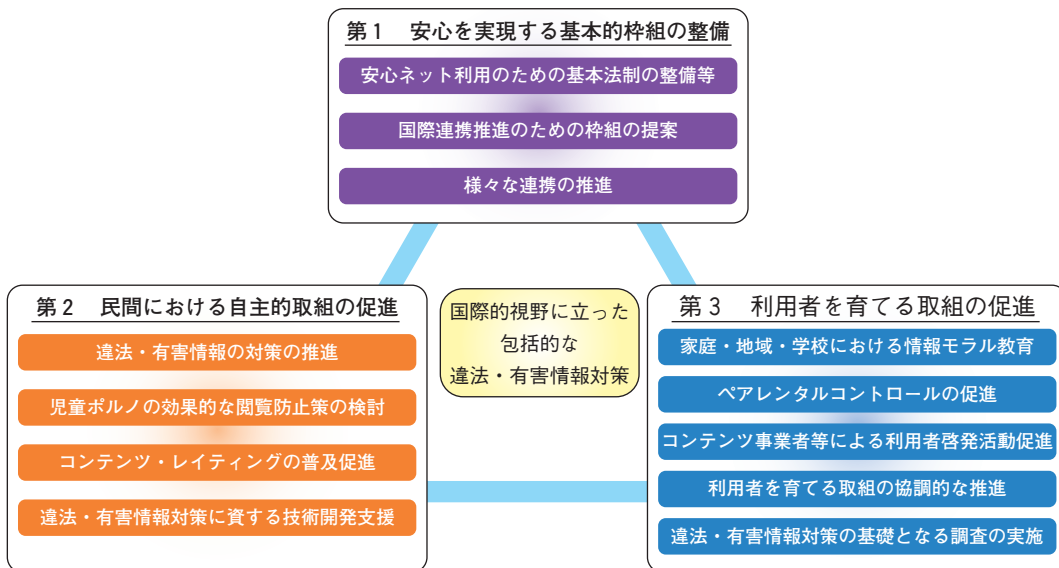 第1　安心を実現する基本的枠組の整備
安心ネット利用のための基本法制の整備等
国際連携推進のための枠組の提案
様々な連携の推進
第2　民間における自主的取組の促進
違法・有害情報の対策の推進
児童ポルノの効果的な閲覧防止策の検討
コンテンツ・レイティングの普及促進
違法・有害情報対策に資する技術開発支援
国際的視野に立った
包括的な
違法・有害情報対策
第3　利用者を育てる取組の促進
家庭・地域・学校における情報モラル教育
ペアレンタルコントロールの促進
コンテンツ事業者等による利用者啓発活動促進
利用者を育てる取組の協調的な推進
違法・有害情報対策の基礎となる調査の実施